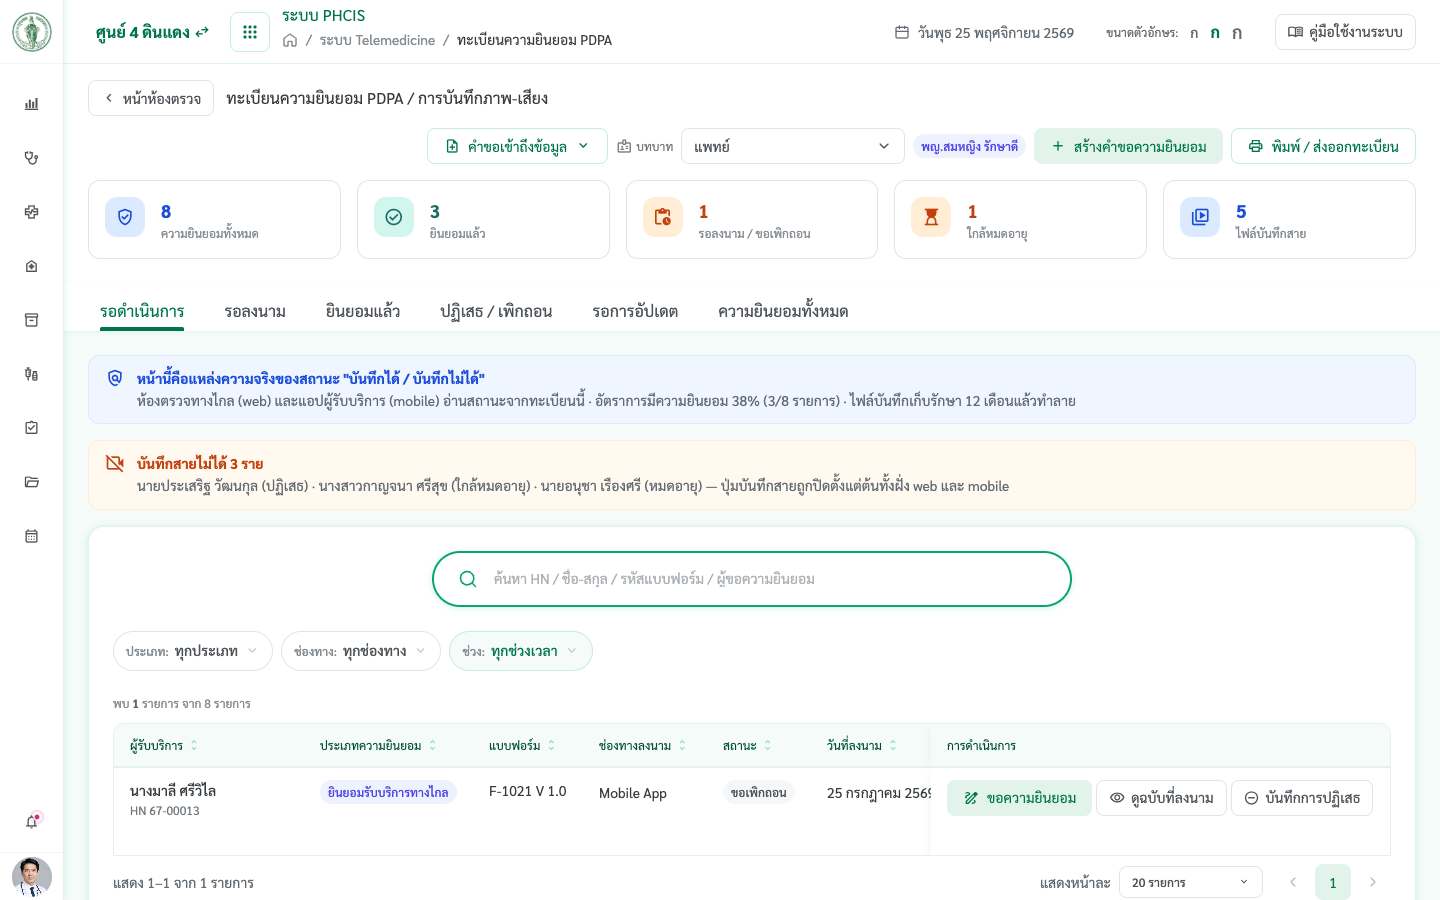 ศูนย์ 4 ดินแดง
ระบบ PHCIS
/ ระบบ Telemedicine / ทะเบียนความยินยอม PDPA
วันพุธ 25 พฤศจิกายน 2569
ขนาดตัวอักษร: ก ก ก
คู่มือใช้งานระบบ
หน้าห้องตรวจ
ทะเบียนความยินยอม PDPA / การบันทึกภาพ-เสียง
คำขอเข้าถึงข้อมูล
บทบาท
แพทย์
พญ.สมหญิง รักษาดี
+ สร้างคำขอความยินยอม
พิมพ์ / ส่งออกทะเบียน
8
ความยินยอมทั้งหมด
3
ยินยอมแล้ว
1
รอลงนาม / ขอเพิกถอน
1
ใกล้หมดอายุ
5
ไฟล์บันทึกสาย
รอดำเนินการ
รอลงนาม
ยินยอมแล้ว
ปฏิเสธ / เพิกถอน
รอการอัปเดต
ความยินยอมทั้งหมด
หน้านี้คือแหล่งความจริงของสถานะ "บันทึกได้ / บันทึกไม่ได้"
ห้องตรวจทางไกล (web) และแอปผู้รับบริการ (mobile) อ่านสถานะจากทะเบียนนี้ · อัตราการมีความยินยอม 38% (3/8 รายการ) · ไฟล์บันทึกเก็บรักษา 12 เดือนแล้วทำลาย
บันทึกสายไม่ได้ 3 ราย
นายประเสริฐ วัฒนกุล (ปฏิเสธ) · นางสาวกาญจนา ศรีสุข (ใกล้หมดอายุ) · นายอนุชา เรืองศรี (หมดอายุ) — ปุ่มบันทึกสายถูกปิดตั้งแต่ต้นทั้งฝั่ง web และ mobile
ค้นหา HN / ชื่อ-สกุล / รหัสแบบฟอร์ม / ผู้ขอความยินยอม
ประเภท: ทุกประเภท
ช่องทาง: ทุกช่องทาง
ช่วง: ทุกช่วงเวลา
พบ 1 รายการ จาก 8 รายการ
ผู้รับบริการ
ประเภทความยินยอม
แบบฟอร์ม
ช่องทางลงนาม
สถานะ
วันที่ลงนาม
การดำเนินการ
นางมาลี ศรีวิไล
HN 67-00013
ยินยอมรับบริการทางไกล
F-1021 V 1.0
Mobile App
ขอเพิกถอน
25 กรกฎาคม 2569
ขอความยินยอม
ดูฉบับที่ลงนาม
บันทึกการปฏิเสธ
แสดง 1–1 จาก 1 รายการ
แสดงหน้าละ
20 รายการ
1